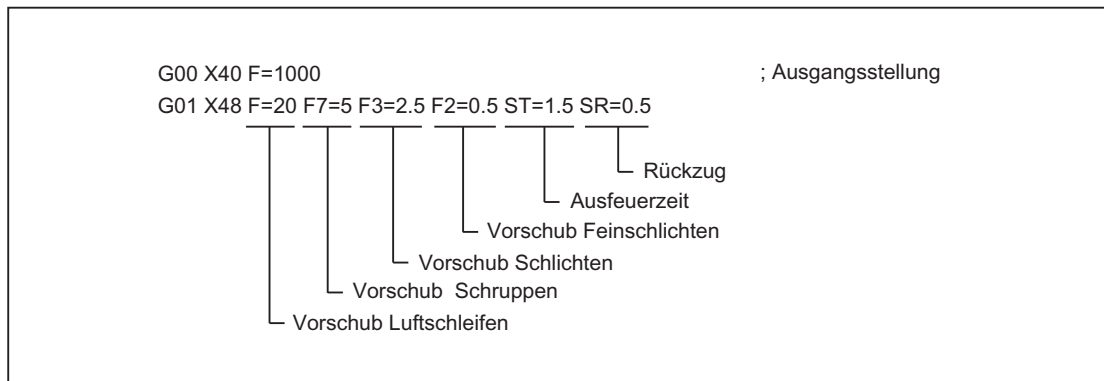 G00 X40 F=1000 ; Ausgangsstellung
G01 X48 F=20 F7=5 F3=2.5 F2=0.5 ST=1.5 SR=0.5
Rückzug
Ausfeuerzeit
Vorschub Feinschlichten
Vorschub Schlichten
Vorschub Schruppen
Vorschub Luftschleifen